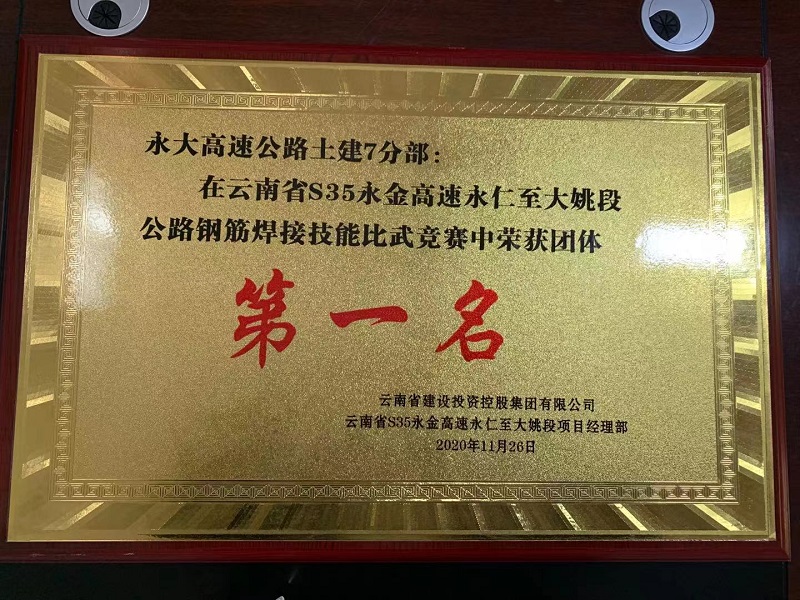 永大高速公路土建7分部：
在云南省S35永金高速永仁至大姚段
公路钢筋焊接技能比武竞赛中荣获团体
第一名
云南省建设投资控股集团有限公司
云南省S35永金高速永仁至大姚段项目经理部
2020年11月26日